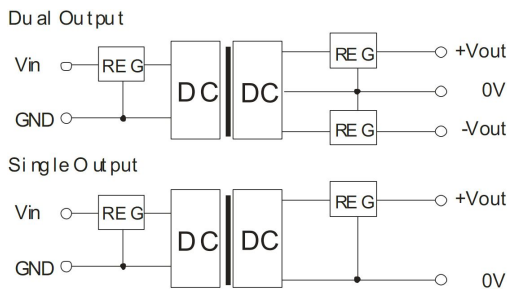 Dual Output
Vin REG DC DC REG +Vout
0V
GND REG -Vout
Single Output
Vin REG DC DC REG +Vout
GND 0V